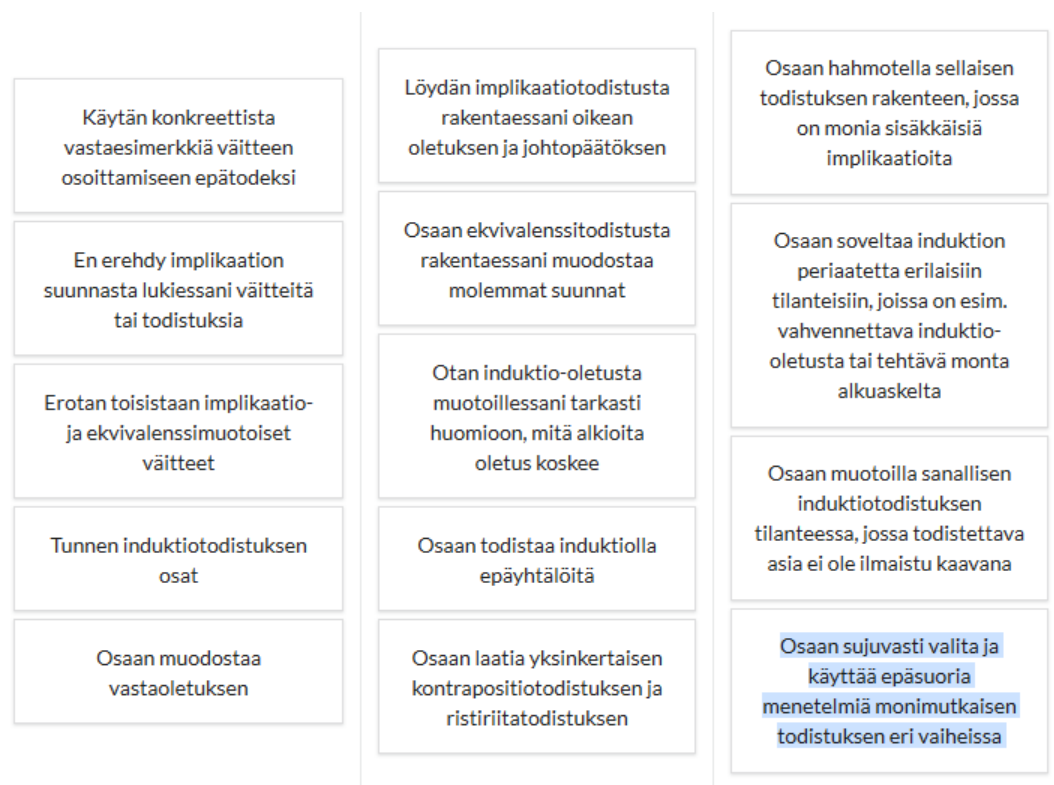 Käytän konkreettista
vastaesimerkkiä väitteen
osoittamiseen epätodeksi
En erehdy implikaation
suunnasta lukiessani väitteitä
tai todistuksia
Erotan toisistaan implikaatio-
ja ekvivalenssimuotoiset
väitteet
Tunnen induktiotodistuksen
osat
Osaan muodostaa
vastaoletuksen
Löydän implikaatiotodistusta
rakentaessani oikean
oletuksen ja johtopäätöksen
Osaan ekvivalenssitodistusta
rakentaessani muodostaa
molemmat suunnat
Otan induktio-oletusta
muotoillessani tarkasti
huomioon, mitä alkioita
oletus koskee
Osaan todistaa induktiolla
epäyhtälöitä
Osaan laatia yksinkertaisen
kontrapositiotodistuksen ja
ristiriitatodistuksen
Osaan hahmotella sellaisen
todistuksen rakenteen, jossa
on monia sisäkkäisiä
implikaatioita
Osaan soveltaa induktion
periaatetta erilaisiin
tilanteisiin, joissa on esim.
vahvennettava induktio-
oletusta tai tehtävä monta
alkuaskelta
Osaan muotoilla sanallisen
induktiotodistuksen
tilanteessa, jossa todistettava
asia ei ole ilmaistu kaavana
Osaan sujuvasti valita ja
käyttää epäsuoria
menetelmiä monimutkaisen
todistuksen eri vaiheissa